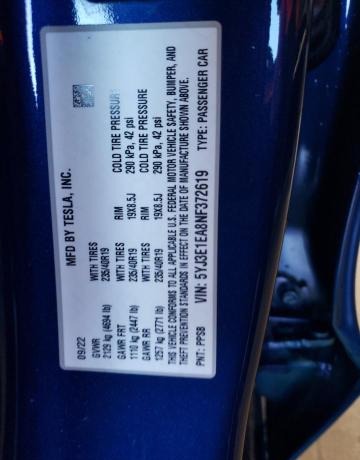 MFD BY TESLA, INC.
09/22
GVWR
2129 kg (4694 lb)
GAWR FRT WITH TIRES RIM COLD TIRE PRESSURE
1110 kg (2447 lb) 235/40R19 19X8.5J 290 kPa, 42 psi
GAWR RR WITH TIRES RIM COLD TIRE PRESSURE
1257 kg (2771 lb) 235/40R19 19X8.5J 290 kPa, 42 psi
THIS VEHICLE CONFORMS TO ALL APPLICABLE U.S. FEDERAL MOTOR VEHICLE SAFETY, BUMPER, AND
THEFT PREVENTION STANDARDS IN EFFECT ON THE DATE OF MANUFACTURE SHOWN ABOVE.
VIN: 5YJ3E1EA8NF372619 TYPE: PASSENGER CAR
PNT: PPSB